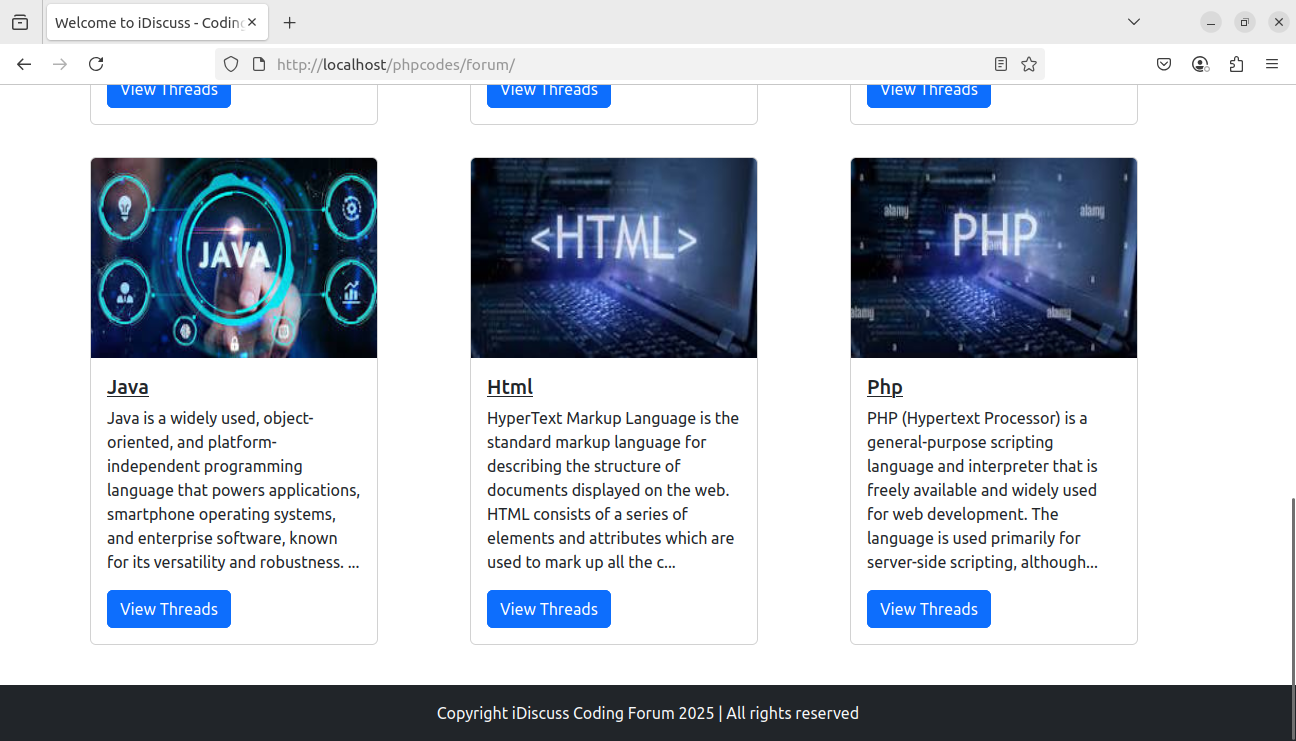 Welcome to iDiscuss - Coding
http://localhost/phpcodes/forum/
View Threads
View Threads
View Threads
JAVA
<HTML>
PHP
alamy
alamy
alamy
alamy
alamy
a
a
a
a
a
a
a
a
a
a
a
Java
Java is a widely used, object-
oriented, and platform-
independent programming
language that powers applications,
smartphone operating systems,
and enterprise software, known
for its versatility and robustness. ...
View Threads
Html
HyperText Markup Language is the
standard markup language for
describing the structure of
documents displayed on the web.
HTML consists of a series of
elements and attributes which are
used to mark up all the c...
View Threads
Php
PHP (Hypertext Processor) is a
general-purpose scripting
language and interpreter that is
freely available and widely used
for web development. The
language is used primarily for
server-side scripting, although...
View Threads
Copyright iDiscuss Coding Forum 2025 | All rights reserved